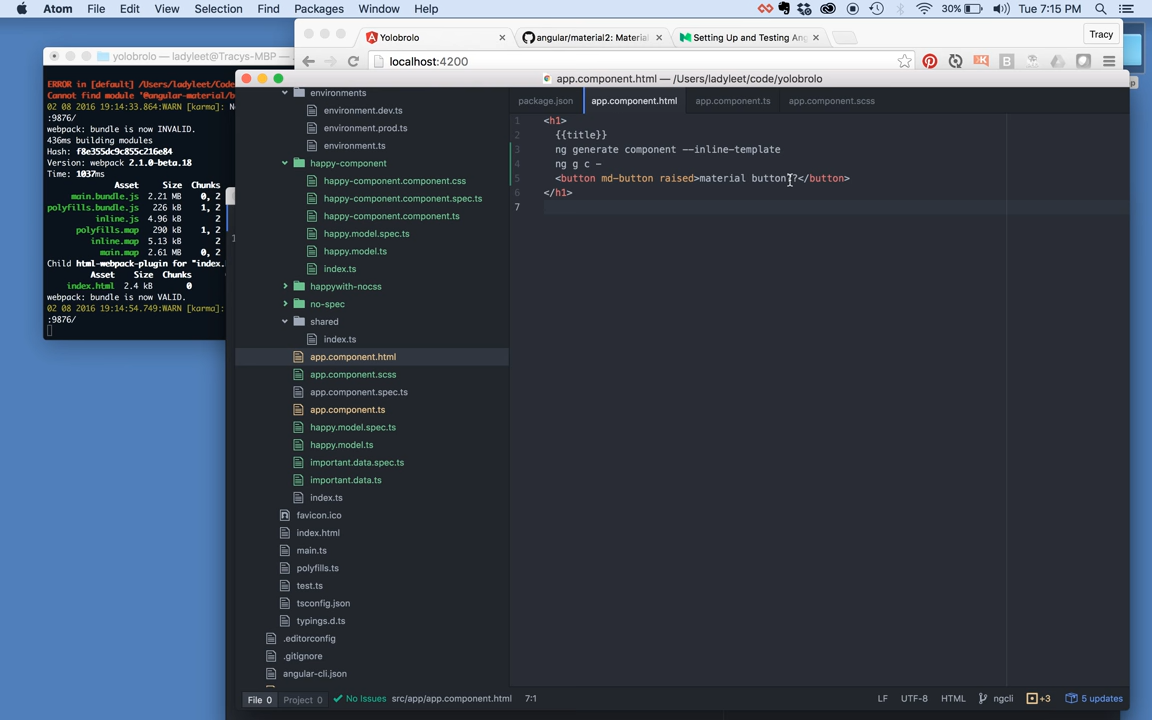 Atom File Edit View Selection Find Packages Window Help
30% Tue 7:15 PM
Yolobrolo
angular/material2: Material
Setting Up and Testing Ang
Tracy
localhost:4200
yolobrolo — ladyleet@Tracys-MBP —
ERROR in [default] /Users/ladyleet/Code
Cannot find module '@angular-material/b
02 08 2016 19:14:33.864:WARN [karma]: N
:9876/
webpack: bundle is now INVALID.
436ms building modules
Hash: f8e355dc9c855c216e84
Version: webpack 2.1.0-beta.18
Time: 1037ms
Asset Size Chunks
main.bundle.js 2.21 MB 0, 2
polyfills.bundle.js 226 kB 1, 2
inline.js 4.96 kB 2
polyfills.map 290 kB 1, 2
inline.map 5.13 kB 2
main.map 2.61 MB 0, 2
Child html-webpack-plugin for "index.
Asset Size Chunks
index.html 2.4 kB 0
webpack: bundle is now VALID.
02 08 2016 19:14:54.749:WARN [karma]:
:9876/
app.component.html — /Users/ladyleet/code/yolobrolo
environments
environment.dev.ts
environment.prod.ts
environment.ts
happy-component
happy-component.component.css
happy-component.component.spec.ts
happy-component.component.ts
happy.model.spec.ts
happy.model.ts
index.ts
happywith-nocss
no-spec
shared
index.ts
app.component.html
app.component.scss
app.component.spec.ts
app.component.ts
happy.model.spec.ts
happy.model.ts
important.data.spec.ts
important.data.ts
index.ts
favicon.ico
index.html
main.ts
polyfills.ts
test.ts
tsconfig.json
typings.d.ts
.editorconfig
.gitignore
angular-cli.json
package.json app.component.html app.component.ts app.component.scss
1 <h1>
2 {{title}}
3 ng generate component --inline-template
4 ng g c -
5 <button md-button raised>material button??</button>
6 </h1>
7
File 0 Project 0 No Issues src/app/app.component.html 7:1
LF UTF-8 HTML ngcli +3 5 updates